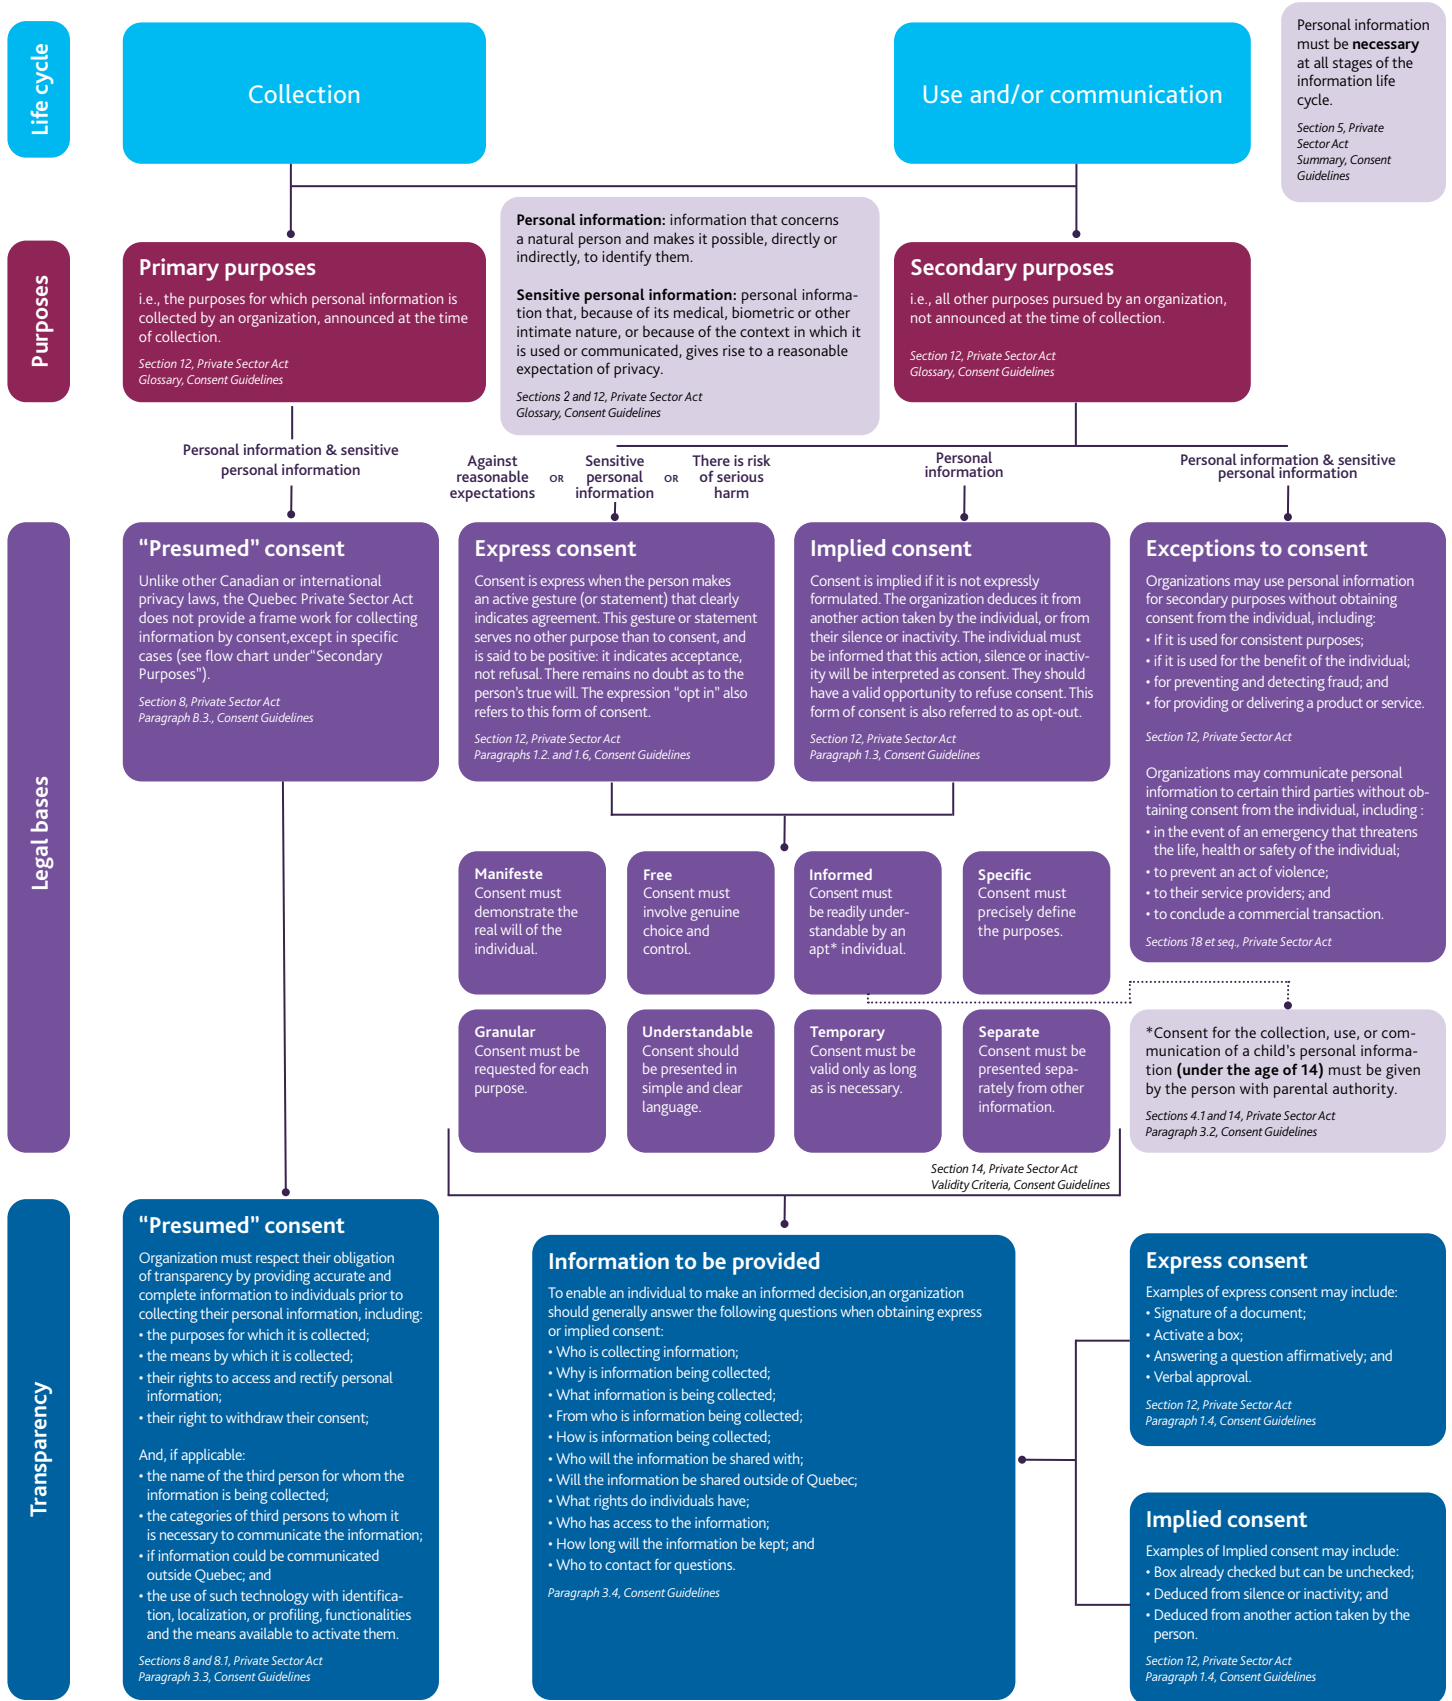 Life cycle
Collection
Use and/or communication
Personal information
must be necessary
at all stages of the
information life
cycle.
Section 5, Private
Sector Act
Summary, Consent
Guidelines
Purposes
Primary purposes
i.e., the purposes for which personal information is
collected by an organization, announced at the time
of collection.
Section 12, Private Sector Act
Glossary, Consent Guidelines
Personal information: information that concerns
a natural person and makes it possible, directly or
indirectly, to identify them.
Sensitive personal information: personal informa-
tion that, because of its medical, biometric or other
intimate nature, or because of the context in which it
is used or communicated, gives rise to a reasonable
expectation of privacy.
Sections 2 and 12, Private Sector Act
Glossary, Consent Guidelines
Secondary purposes
i.e., all other purposes pursued by an organization,
not announced at the time of collection.
Section 12, Private Sector Act
Glossary, Consent Guidelines
Personal information & sensitive
personal information
Against
reasonable
expectations
OR
Sensitive
personal
information
OR
There is risk
of serious
harm
Personal
information
Personal information & sensitive
personal information
Legal bases
“Presumed” consent
Unlike other Canadian or international
privacy laws, the Quebec Private Sector Act
does not provide a frame work for collecting
information by consent,except in specific
cases (see flow chart under“Secondary
Purposes”).
Section 8, Private Sector Act
Paragraph B.3., Consent Guidelines
Express consent
Consent is express when the person makes
an active gesture (or statement) that clearly
indicates agreement. This gesture or statement
serves no other purpose than to consent, and
is said to be positive: it indicates acceptance,
not refusal. There remains no doubt as to the
person’s true will. The expression “opt in” also
refers to this form of consent.
Section 12, Private Sector Act
Paragraphs 1.2. and 1.6, Consent Guidelines
Implied consent
Consent is implied if it is not expressly
formulated. The organization deduces it from
another action taken by the individual, or from
their silence or inactivity. The individual must
be informed that this action, silence or inactiv-
ity will be interpreted as consent. They should
have a valid opportunity to refuse consent. This
form of consent is also referred to as opt-out.
Section 12, Private Sector Act
Paragraph 1.3, Consent Guidelines
Exceptions to consent
Organizations may use personal information
for secondary purposes without obtaining
consent from the individual, including:
• If it is used for consistent purposes;
• if it is used for the benefit of the individual;
• for preventing and detecting fraud; and
• for providing or delivering a product or service.
Section 12, Private Sector Act
Organizations may communicate personal
information to certain third parties without ob-
taining consent from the individual, including :
• in the event of an emergency that threatens
the life, health or safety of the individual;
• to prevent an act of violence;
• to their service providers; and
• to conclude a commercial transaction.
Sections 18 et seq., Private Sector Act
Manifeste
Consent must
demonstrate the
real will of the
individual.
Free
Consent must
involve genuine
choice and
control.
Informed
Consent must
be readily under-
standable by an
apt* individual.
Specific
Consent must
precisely define
the purposes.
Granular
Consent must be
requested for each
purpose.
Understandable
Consent should
be presented in
simple and clear
language.
Temporary
Consent must be
valid only as long
as is necessary.
Separate
Consent must be
presented sepa-
rately from other
information.
*Consent for the collection, use, or com-
munication of a child’s personal informa-
tion (under the age of 14) must be given
by the person with parental authority.
Sections 4.1 and 14, Private Sector Act
Paragraph 3.2, Consent Guidelines
Section 14, Private Sector Act
Validity Criteria, Consent Guidelines
Transparency
“Presumed” consent
Organization must respect their obligation
of transparency by providing accurate and
complete information to individuals prior to
collecting their personal information, including:
• the purposes for which it is collected;
• the means by which it is collected;
• their rights to access and rectify personal
information;
• their right to withdraw their consent;
And, if applicable:
• the name of the third person for whom the
information is being collected;
• the categories of third persons to whom it
is necessary to communicate the information;
• if information could be communicated
outside Quebec; and
• the use of such technology with identifica-
tion, localization, or profiling, functionalities
and the means available to activate them.
Sections 8 and 8.1, Private Sector Act
Paragraph 3.3, Consent Guidelines
Information to be provided
To enable an individual to make an informed decision,an organization
should generally answer the following questions when obtaining express
or implied consent:
• Who is collecting information;
• Why is information being collected;
• What information is being collected;
• From who is information being collected;
• How is information being collected;
• Who will the information be shared with;
• Will the information be shared outside of Quebec;
• What rights do individuals have;
• Who has access to the information;
• How long will the information be kept; and
• Who to contact for questions.
Paragraph 3.4, Consent Guidelines
Express consent
Examples of express consent may include:
• Signature of a document;
• Activate a box;
• Answering a question affirmatively; and
• Verbal approval.
Section 12, Private Sector Act
Paragraph 1.4, Consent Guidelines
Implied consent
Examples of Implied consent may include:
• Box already checked but can be unchecked;
• Deduced from silence or inactivity; and
• Deduced from another action taken by the
person.
Section 12, Private Sector Act
Paragraph 1.4, Consent Guidelines